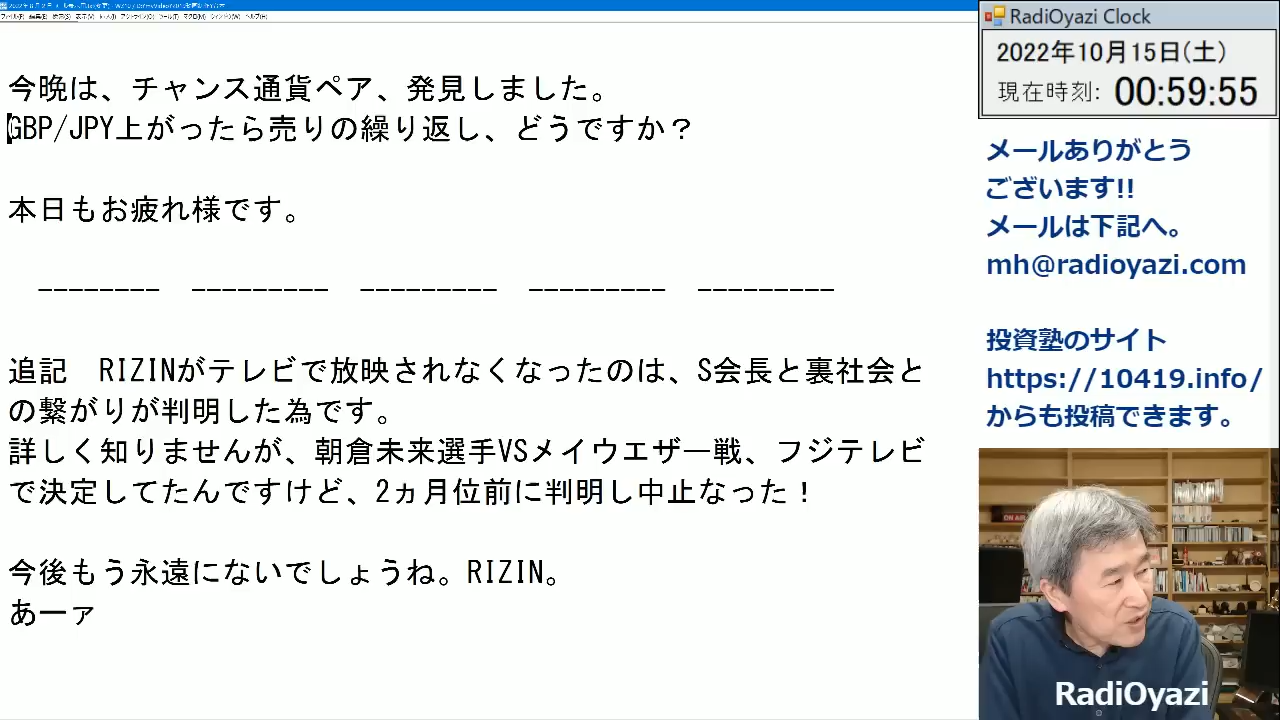 今晩は、チャンス通貨ペア、発見しました。
GBP/JPY上がったら売りの繰り返し、どうですか？
本日もお疲れ様です。
-------- --------- --------- --------- ---------
追記　RIZINがテレビで放映されなくなったのは、S会長と裏社会と
の繋がりが判明した為です。
詳しく知りませんが、朝倉未来選手VSメイウエザー戦、フジテレビ
で決定してたんですけど、2ヵ月位前に判明し中止なった！
今後もう永遠にないでしょうね。RIZIN。
あーァ
RadiOyazi Clock
2022年10月15日(土)
現在時刻: 00:59:55
メールありがとう
ございます!!
メールは下記へ。
mh@radioyazi.com
投資塾のサイト
https://10419.info/
からも投稿できます。
ON AIR
RadiOyazi